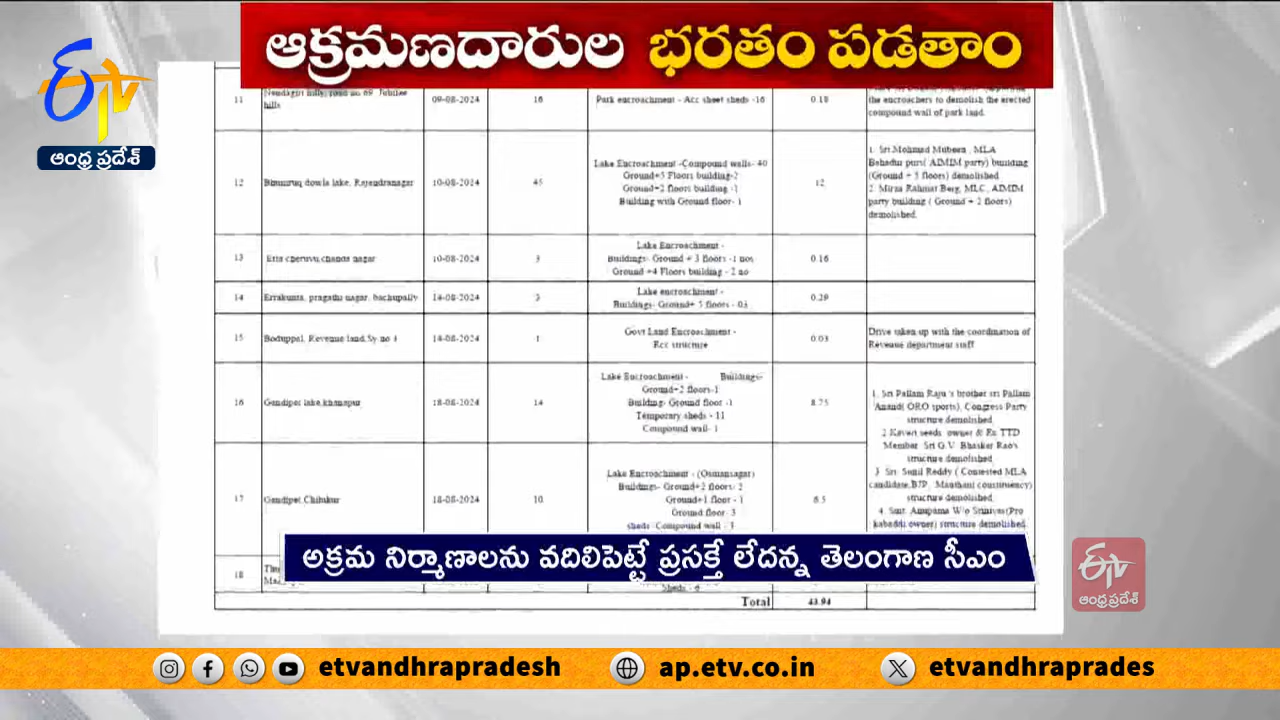 ఆక్రమణదారుల భరతం పడతాం
ETV
ఆంధ్ర ప్రదేశ్
11
hills
09-08-2024
16
Park encroachment - Acc sheet sheds -16
0.18
the encroachers to demolish the erected
compound wall of park land.
12
lake, Rajendranagar
10-08-2024
45
Lake Encroachment -Compound walls- 40
Ground+5 Floors building-2
Ground+2 floors building -1
Building with Ground floor- 1
12
1. Sri Mohmad Mubeen , MLA
Bahadur pura( AIMIM party) building
(Ground + 5 floors) demolished
2. Mirza Rahmat Berg, MLC, AIMIM
party building ( Ground + 2 floors)
demolished.
13
cheruvu,chanda nagar
10-08-2024
3
Lake Encroachment -
Buildings- Ground + 3 floors -1 nos
Ground +4 Floors building - 2 no
0.16
14
Errakunta, pragathi nagar, bachupally
14-08-2024
3
Lake encroachment -
Buildings- Ground+ 5 floors - 03
0.29
15
Boduppal, Revenue land,Sy no 1
14-08-2024
1
Govt Land Encroachment -
Rcc structure
0.03
Drive taken up with the coordination of
Revenue department staff
16
Gandipet lake,khanapur
18-08-2024
14
Lake Encroachment - Buildings-
Ground+2 floors-1
Building- Ground floor -1
Temporary sheds - 11
Compound wall- 1
8.75
1. Sri Pallam Raju's brother sri Pallam
Anand( ORO sports), Congress Party
structure demolished
2.Kaveri seeds owner & Ex TTD
Member Sri G.V. Bhasker Rao's
structure demolished
3. Sri. Sunil Reddy ( Contested MLA
candidate,BJP, Manthani constituency)
structure demolished
4. Smt. Anupama W/o Srinivas(Pro
kabaddi owner) structure demolished.
17
Gandipet,Chilukur
18-08-2024
10
Lake Encroachment - (Osmansagar)
Buildings- Ground+2 floors- 2
Ground+1 floor - 1
Ground floor- 3
sheds-Compound wall - 3
6.5
అక్రమ నిర్మాణాలను వదిలిపెట్టే ప్రసక్తే లేదన్న తెలంగాణ సీఎం
18
Sheds - 6
Total
43.94
ETV
ఆంధ్రప్రదేశ్
etvandhrapradesh
ap.etv.co.in
etvandhraprades